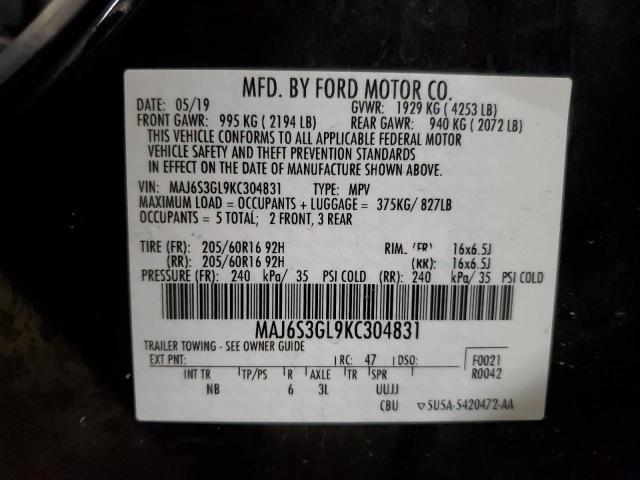 MFD. BY FORD MOTOR CO.
DATE: 05/19 GVWR: 1929 KG ( 4253 LB)
FRONT GAWR: 995 KG ( 2194 LB) REAR GAWR: 940 KG ( 2072 LB)
THIS VEHICLE CONFORMS TO ALL APPLICABLE FEDERAL MOTOR
VEHICLE SAFETY AND THEFT PREVENTION STANDARDS
IN EFFECT ON THE DATE OF MANUFACTURE SHOWN ABOVE.
VIN: MAJ6S3GL9KC304831 TYPE: MPV
MAXIMUM LOAD = OCCUPANTS + LUGGAGE = 375KG/ 827LB
OCCUPANTS = 5 TOTAL; 2 FRONT, 3 REAR
TIRE (FR): 205/60R16 92H RIM (FR) 16x6.5J
(RR): 205/60R16 92H (RR): 16x6.5J
PRESSURE (FR): 240 kPa/ 35 PSI COLD (RR): 240 kPa/ 35 PSI COLD
MAJ6S3GL9KC304831
TRAILER TOWING - SEE OWNER GUIDE
EXT PNT: RC: 47 DSO: F0021
INT TR TP/PS R AXLE TR SPR R0042
NB 6 3L UUJJ
CBU ▽5U5A-5420472-AA